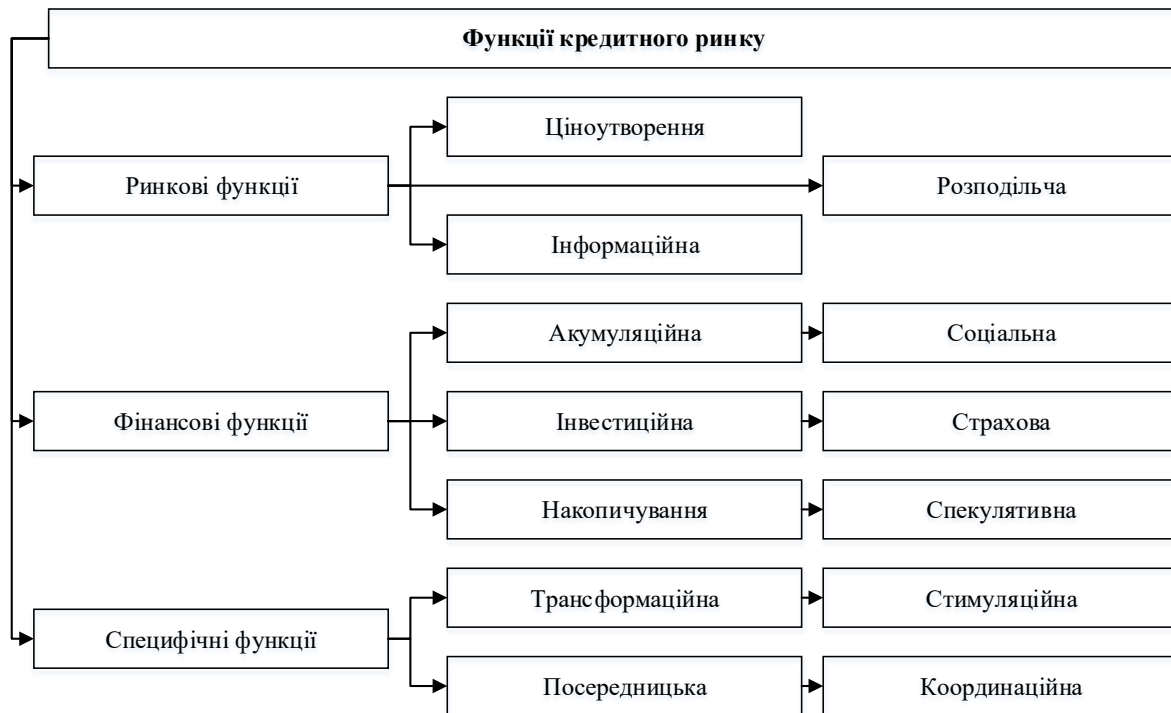 Функції кредитного ринку
Ціноутворення
Ринкові функції
Розподільча
Інформаційна
Акумуляційна
Соціальна
Фінансові функції
Інвестиційна
Страхова
Накопичування
Спекулятивна
Трансформаційна
Стимуляційна
Специфічні функції
Посередницька
Координаційна